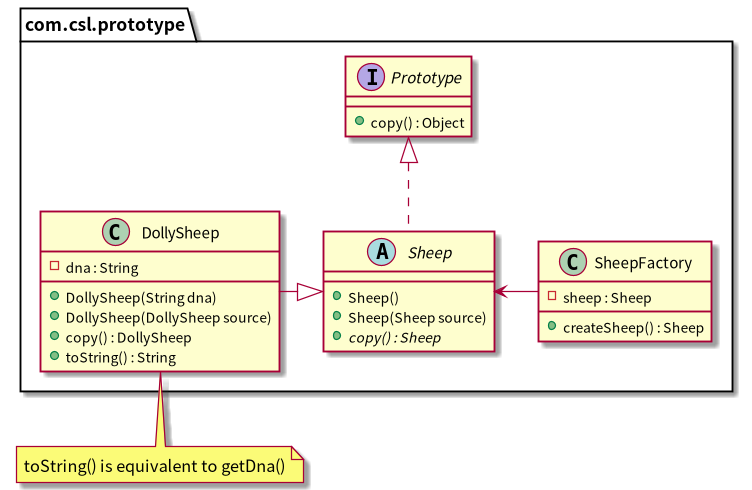 com.csl.prototype
I Prototype
copy() : Object
C DollySheep
dna : String
DollySheep(String dna)
DollySheep(DollySheep source)
copy() : DollySheep
toString() : String
A Sheep
Sheep()
Sheep(Sheep source)
copy() : Sheep
C SheepFactory
sheep : Sheep
createSheep() : Sheep
toString() is equivalent to getDna()